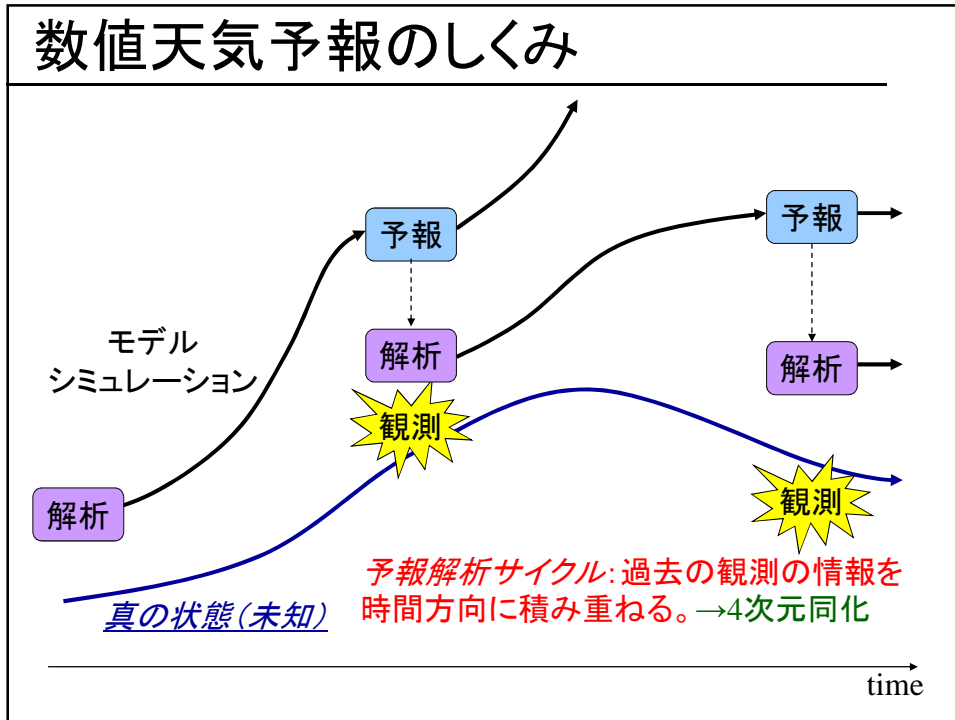 数値天気予報のしくみ
予報
予報
モデル
シミュレーション
解析
解析
観測
解析
観測
予報解析サイクル:過去の観測の情報を
時間方向に積み重ねる。→4次元同化
真の状態(未知)
time